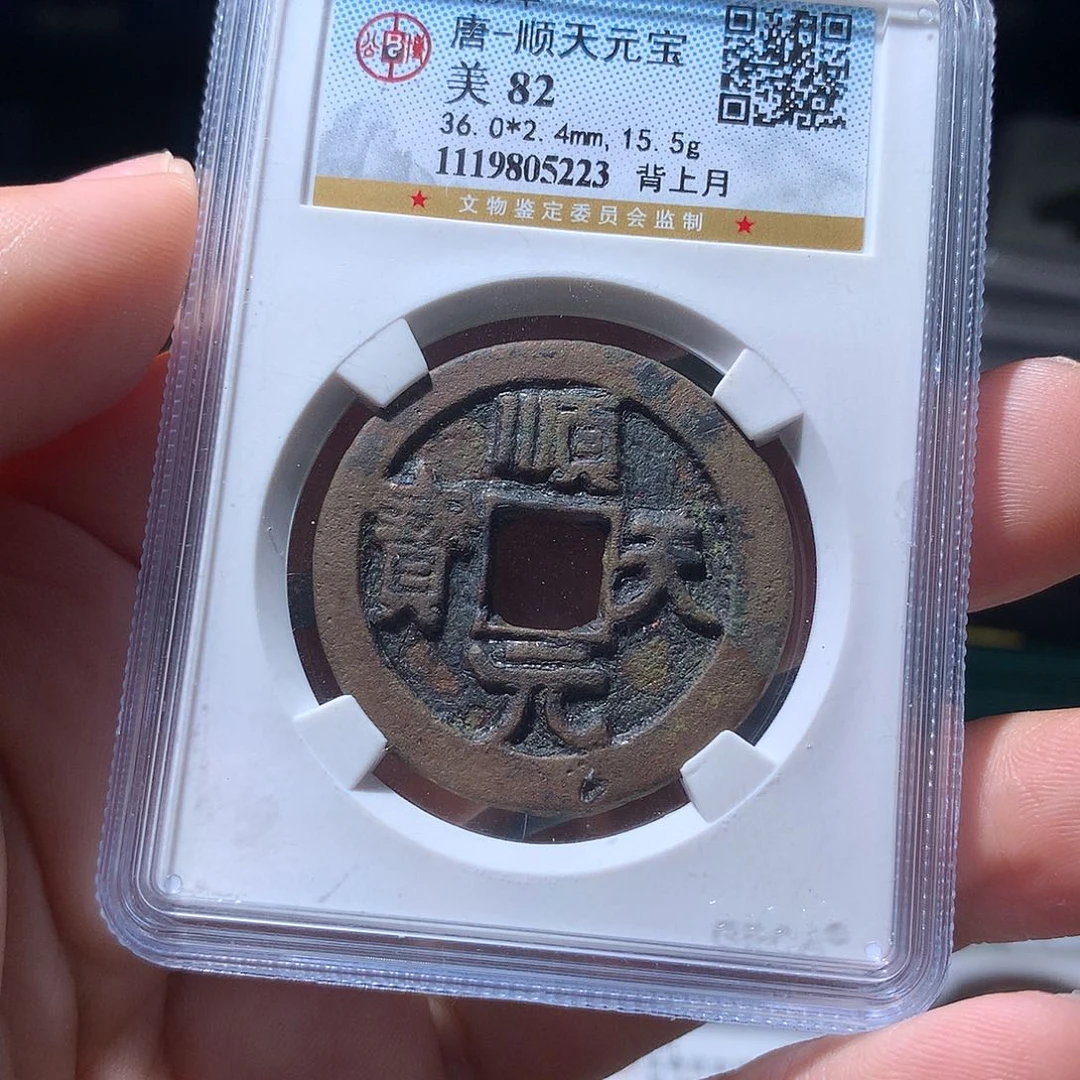 唐-顺天元宝
美 82
36.0*2.4mm, 15.5g
1119805223 背上月
★ 文物鉴定委员会监制 ★
順
天
元
寶